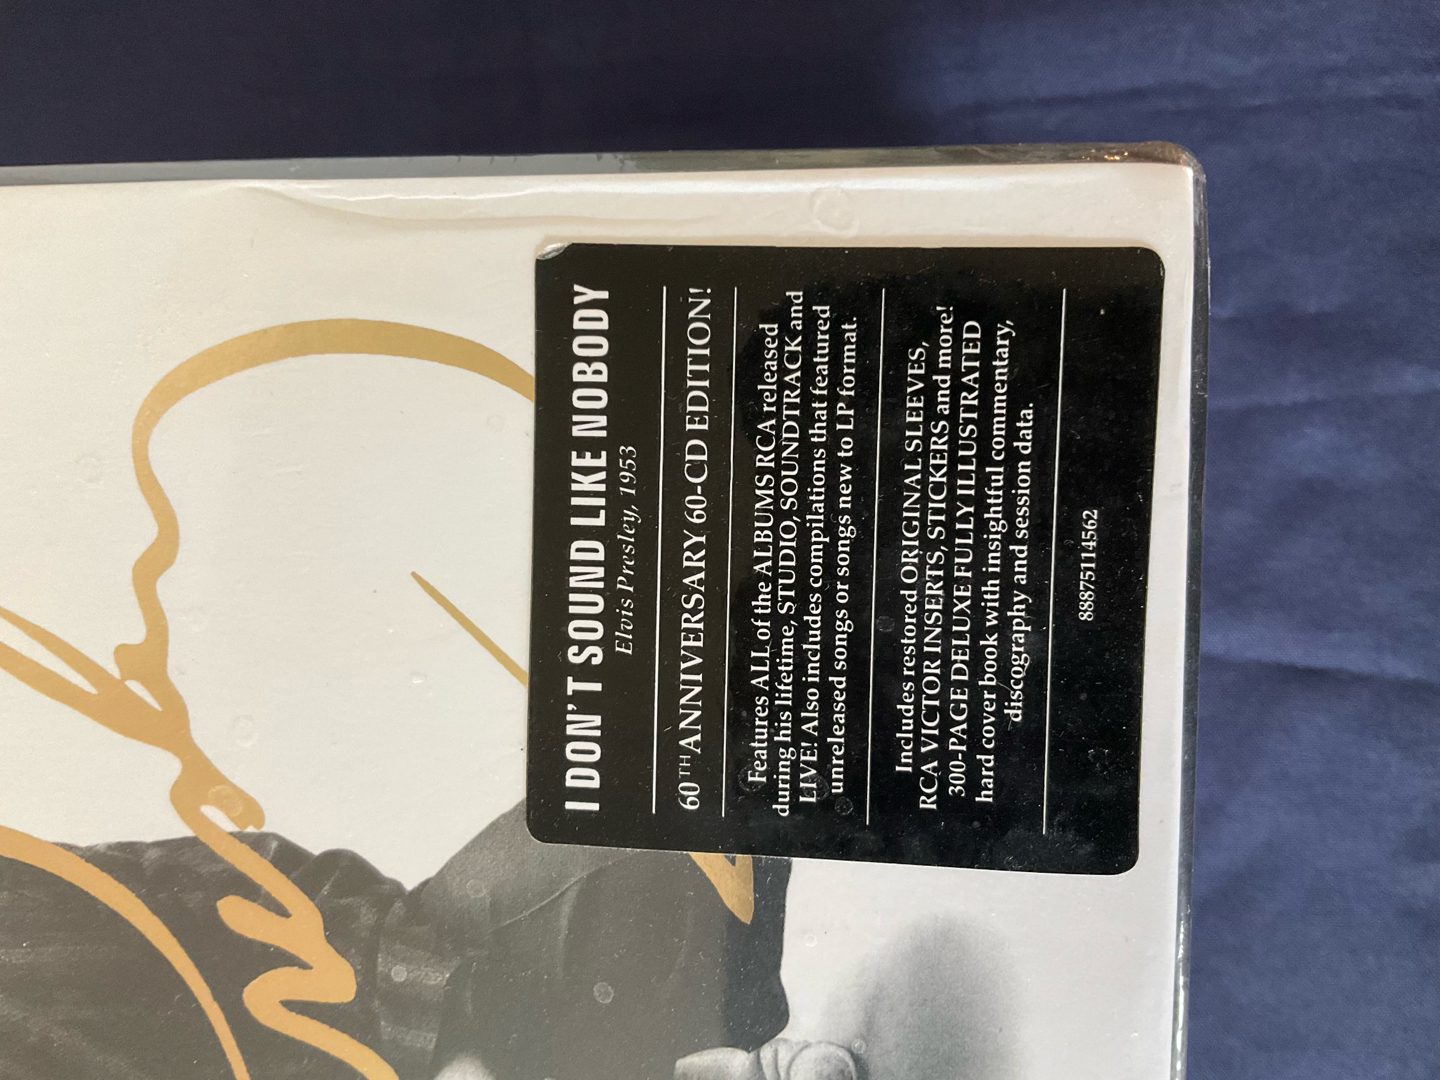 I DON'T SOUND LIKE NOBODY
Elvis Presley, 1953
60TH ANNIVERSARY 60-CD EDITION!
Features ALL of the ALBUMS RCA released
during his lifetime, STUDIO, SOUNDTRACK and
LIVE! Also includes compilations that featured
unreleased songs or songs new to LP format.
Includes restored ORIGINAL SLEEVES,
RCA VICTOR INSERTS, STICKERS and more!
300-PAGE DELUXE FULLY ILLUSTRATED
hard cover book with insightful commentary,
discography and session data.
88875114562